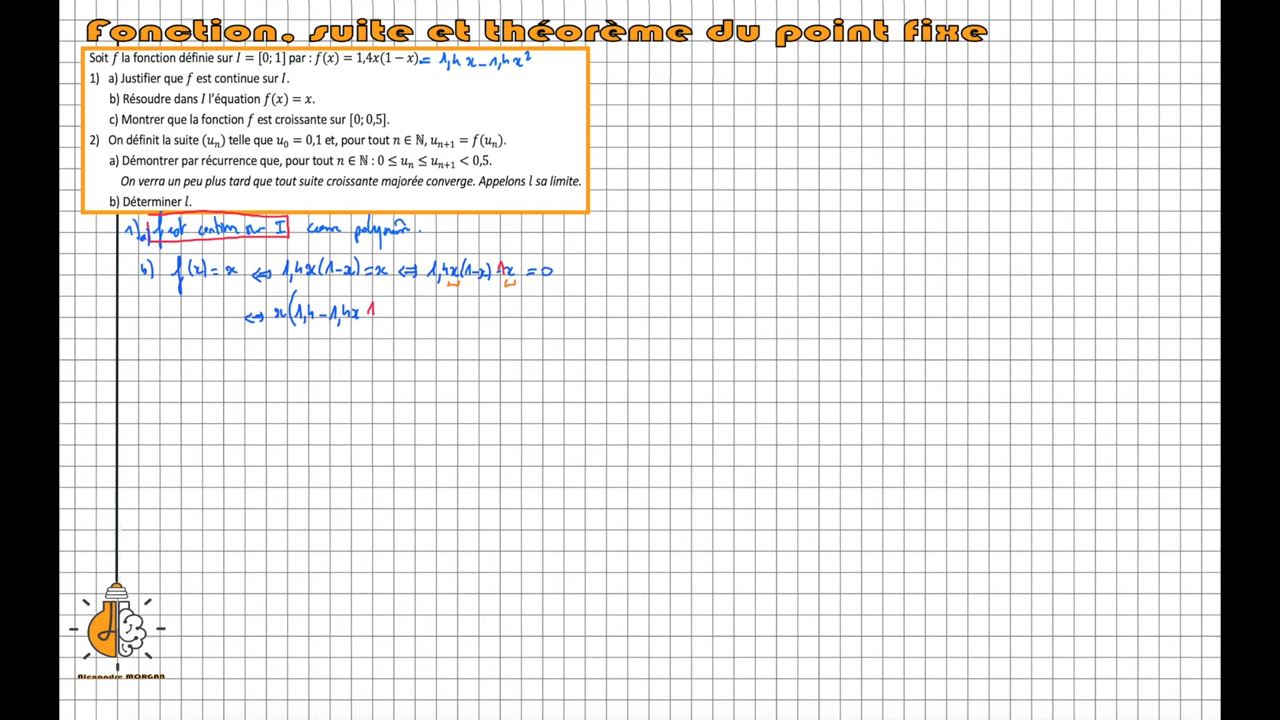 Fonction, suite et théorème du point fixe
Soit f la fonction définie sur I = [0; 1] par : f(x) = 1,4x(1 − x) = 1,4x − 1,4x²
1) a) Justifier que f est continue sur I.
b) Résoudre dans I l'équation f(x) = x.
c) Montrer que la fonction f est croissante sur [0; 0,5].
2) On définit la suite (uₙ) telle que u₀ = 0,1 et, pour tout n ∈ ℕ, uₙ₊₁ = f(uₙ).
a) Démontrer par récurrence que, pour tout n ∈ ℕ : 0 ≤ uₙ ≤ uₙ₊₁ < 0,5.
On verra un peu plus tard que tout suite croissante majorée converge. Appelons l sa limite.
b) Déterminer l.
1) a) f est continue sur I comme polynôme.
b) f(x) = x ⟺ 1,4x(1−x) = x ⟺ 1,4x(1−x) − 1x = 0
⟺ x(1,4 − 1,4x 1
Alexandre MORGAN